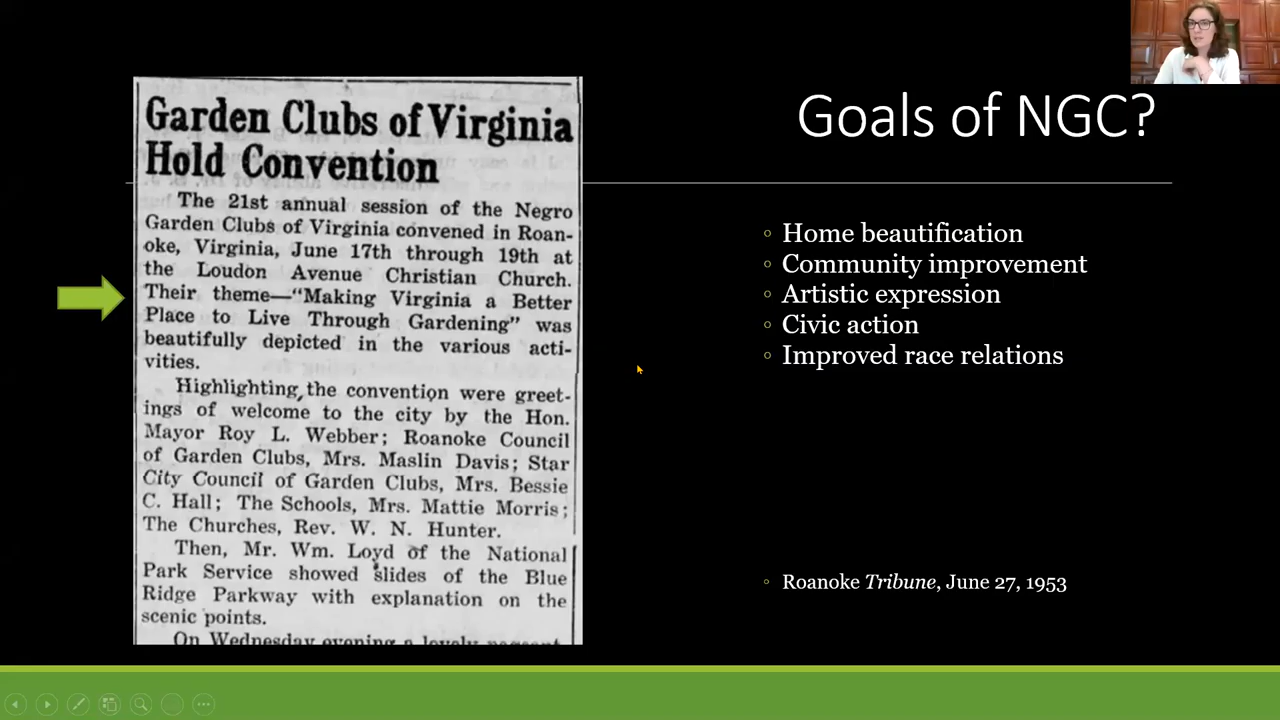 Garden Clubs of Virginia
Hold Convention
The 21st annual session of the Negro
Garden Clubs of Virginia convened in Roan-
oke, Virginia, June 17th through 19th at
the Loudon Avenue Christian Church.
Their theme—"Making Virginia a Better
Place to Live Through Gardening" was
beautifully depicted in the various acti-
vities.
Highlighting the convention were greet-
ings of welcome to the city by the Hon.
Mayor Roy L. Webber; Roanoke Council
of Garden Clubs, Mrs. Maslin Davis; Star
City Council of Garden Clubs, Mrs. Bessie
C. Hall; The Schools, Mrs. Mattie Morris;
The Churches, Rev. W. N. Hunter.
Then, Mr. Wm. Loyd of the National
Park Service showed slides of the Blue
Ridge Parkway with explanation on the
scenic points.
On Wednesday evening a lovely pageant
Goals of NGC?
Home beautification
Community improvement
Artistic expression
Civic action
Improved race relations
Roanoke Tribune, June 27, 1953